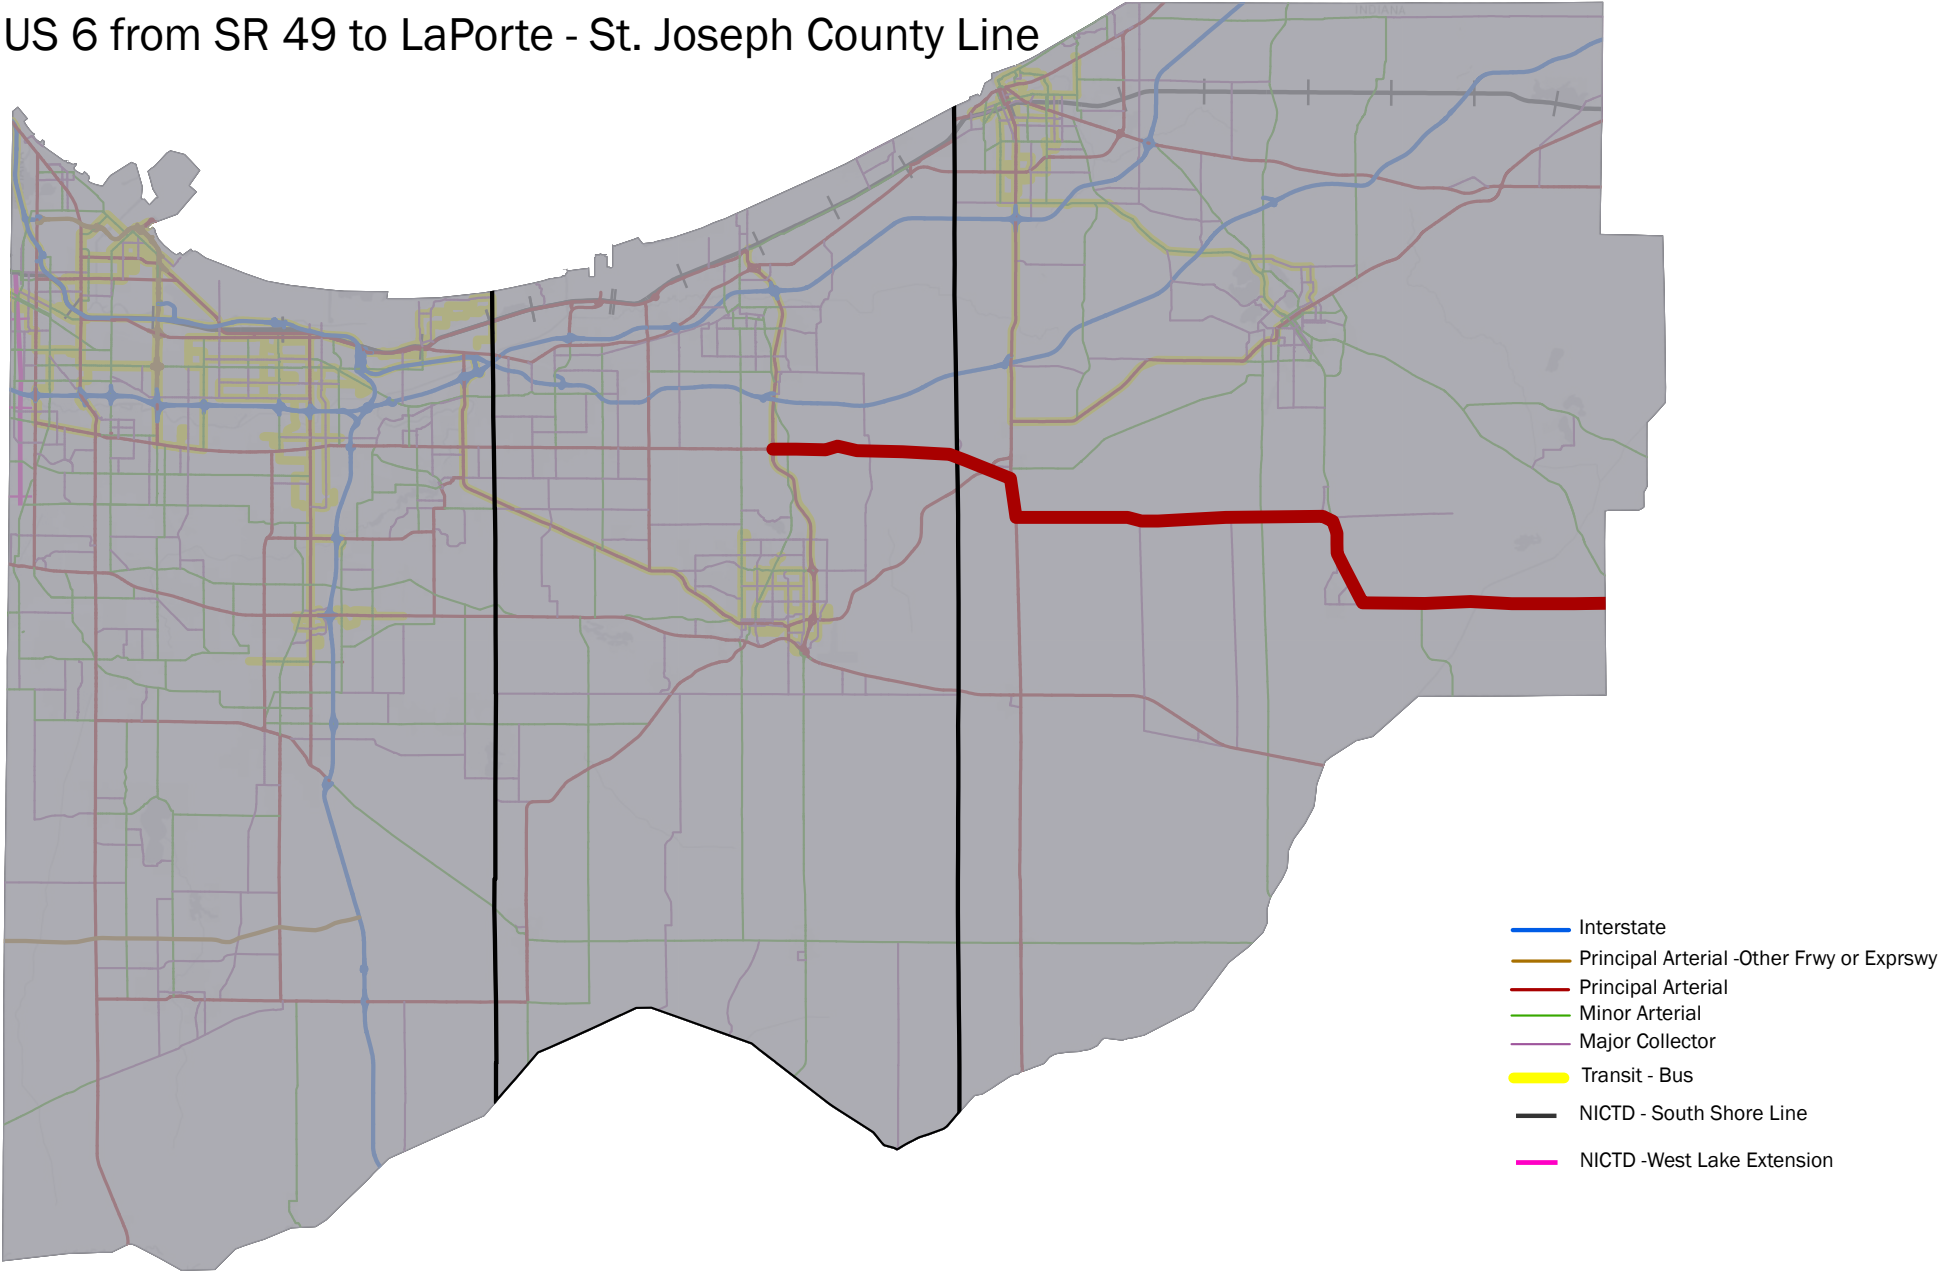 US 6 from SR 49 to LaPorte - St. Joseph County Line
INDIANA
Interstate
Principal Arterial -Other Frwy or Exprswy
Principal Arterial
Minor Arterial
Major Collector
Transit - Bus
NICTD - South Shore Line
NICTD -West Lake Extension